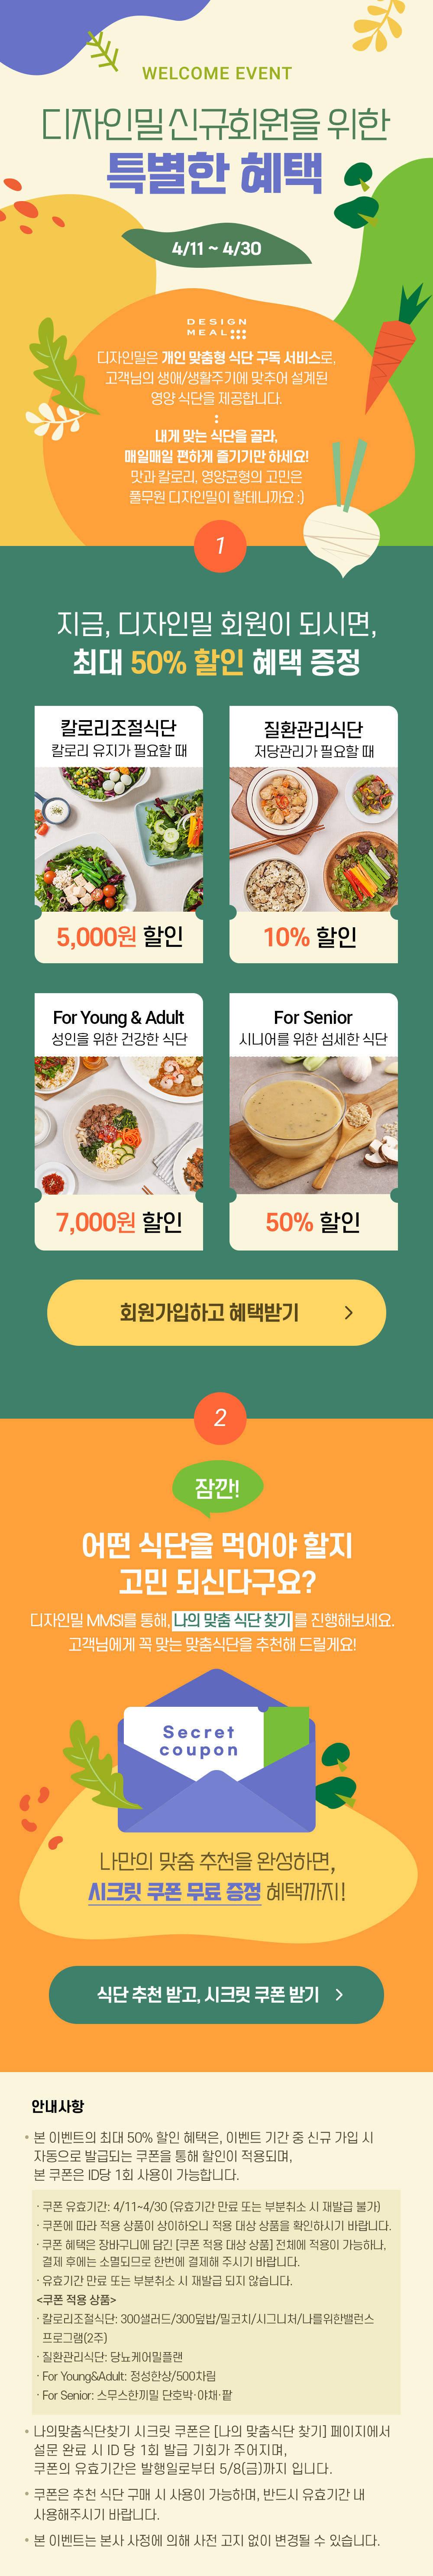 WELCOME EVENT
디자인밀 신규회원을 위한
특별한 혜택
4/11 ~ 4/30
DESIGN
MEAL
디자인밀은 개인 맞춤형 식단 구독 서비스로,
고객님의 생애/생활주기에 맞추어 설계된
영양 식단을 제공합니다.
:
내게 맞는 식단을 골라,
매일매일 편하게 즐기기만 하세요!
맛과 칼로리, 영양균형의 고민은
풀무원 디자인밀이 할테니까요 :)
1
지금, 디자인밀 회원이 되시면,
최대 50% 할인 혜택 증정
칼로리조절식단
칼로리 유지가 필요할 때
5,000원 할인
질환관리식단
저당관리가 필요할 때
10% 할인
For Young & Adult
성인을 위한 건강한 식단
7,000원 할인
For Senior
시니어를 위한 섬세한 식단
50% 할인
회원가입하고 혜택받기 >
2
잠깐!
어떤 식단을 먹어야 할지
고민 되신다구요?
디자인밀 MMSI를 통해, 나의 맞춤 식단 찾기 를 진행해보세요.
고객님에게 꼭 맞는 맞춤식단을 추천해 드릴게요!
Secret
coupon
나만의 맞춤 추천을 완성하면,
시크릿 쿠폰 무료 증정 혜택까지!
식단 추천 받고, 시크릿 쿠폰 받기 >
안내사항
• 본 이벤트의 최대 50% 할인 혜택은, 이벤트 기간 중 신규 가입 시
자동으로 발급되는 쿠폰을 통해 할인이 적용되며,
본 쿠폰은 ID당 1회 사용이 가능합니다.
· 쿠폰 유효기간: 4/11~4/30 (유효기간 만료 또는 부분취소 시 재발급 불가)
· 쿠폰에 따라 적용 상품이 상이하오니 적용 대상 상품을 확인하시기 바랍니다.
· 쿠폰 혜택은 장바구니에 담긴 [쿠폰 적용 대상 상품] 전체에 적용이 가능하나,
결제 후에는 소멸되므로 한번에 결제해 주시기 바랍니다.
· 유효기간 만료 또는 부분취소 시 재발급 되지 않습니다.
<쿠폰 적용 상품>
· 칼로리조절식단: 300샐러드/300덮밥/밀코치/시그니처/나를위한밸런스
프로그램(2주)
· 질환관리식단: 당뇨케어밀플랜
· For Young&Adult: 정성한상/500차림
· For Senior: 스무스한끼밀 단호박·야채·팥
• 나의맞춤식단찾기 시크릿 쿠폰은 [나의 맞춤식단 찾기] 페이지에서
설문 완료 시 ID 당 1회 발급 기회가 주어지며,
쿠폰의 유효기간은 발행일로부터 5/8(금)까지 입니다.
• 쿠폰은 추천 식단 구매 시 사용이 가능하며, 반드시 유효기간 내
사용해주시기 바랍니다.
• 본 이벤트는 본사 사정에 의해 사전 고지 없이 변경될 수 있습니다.